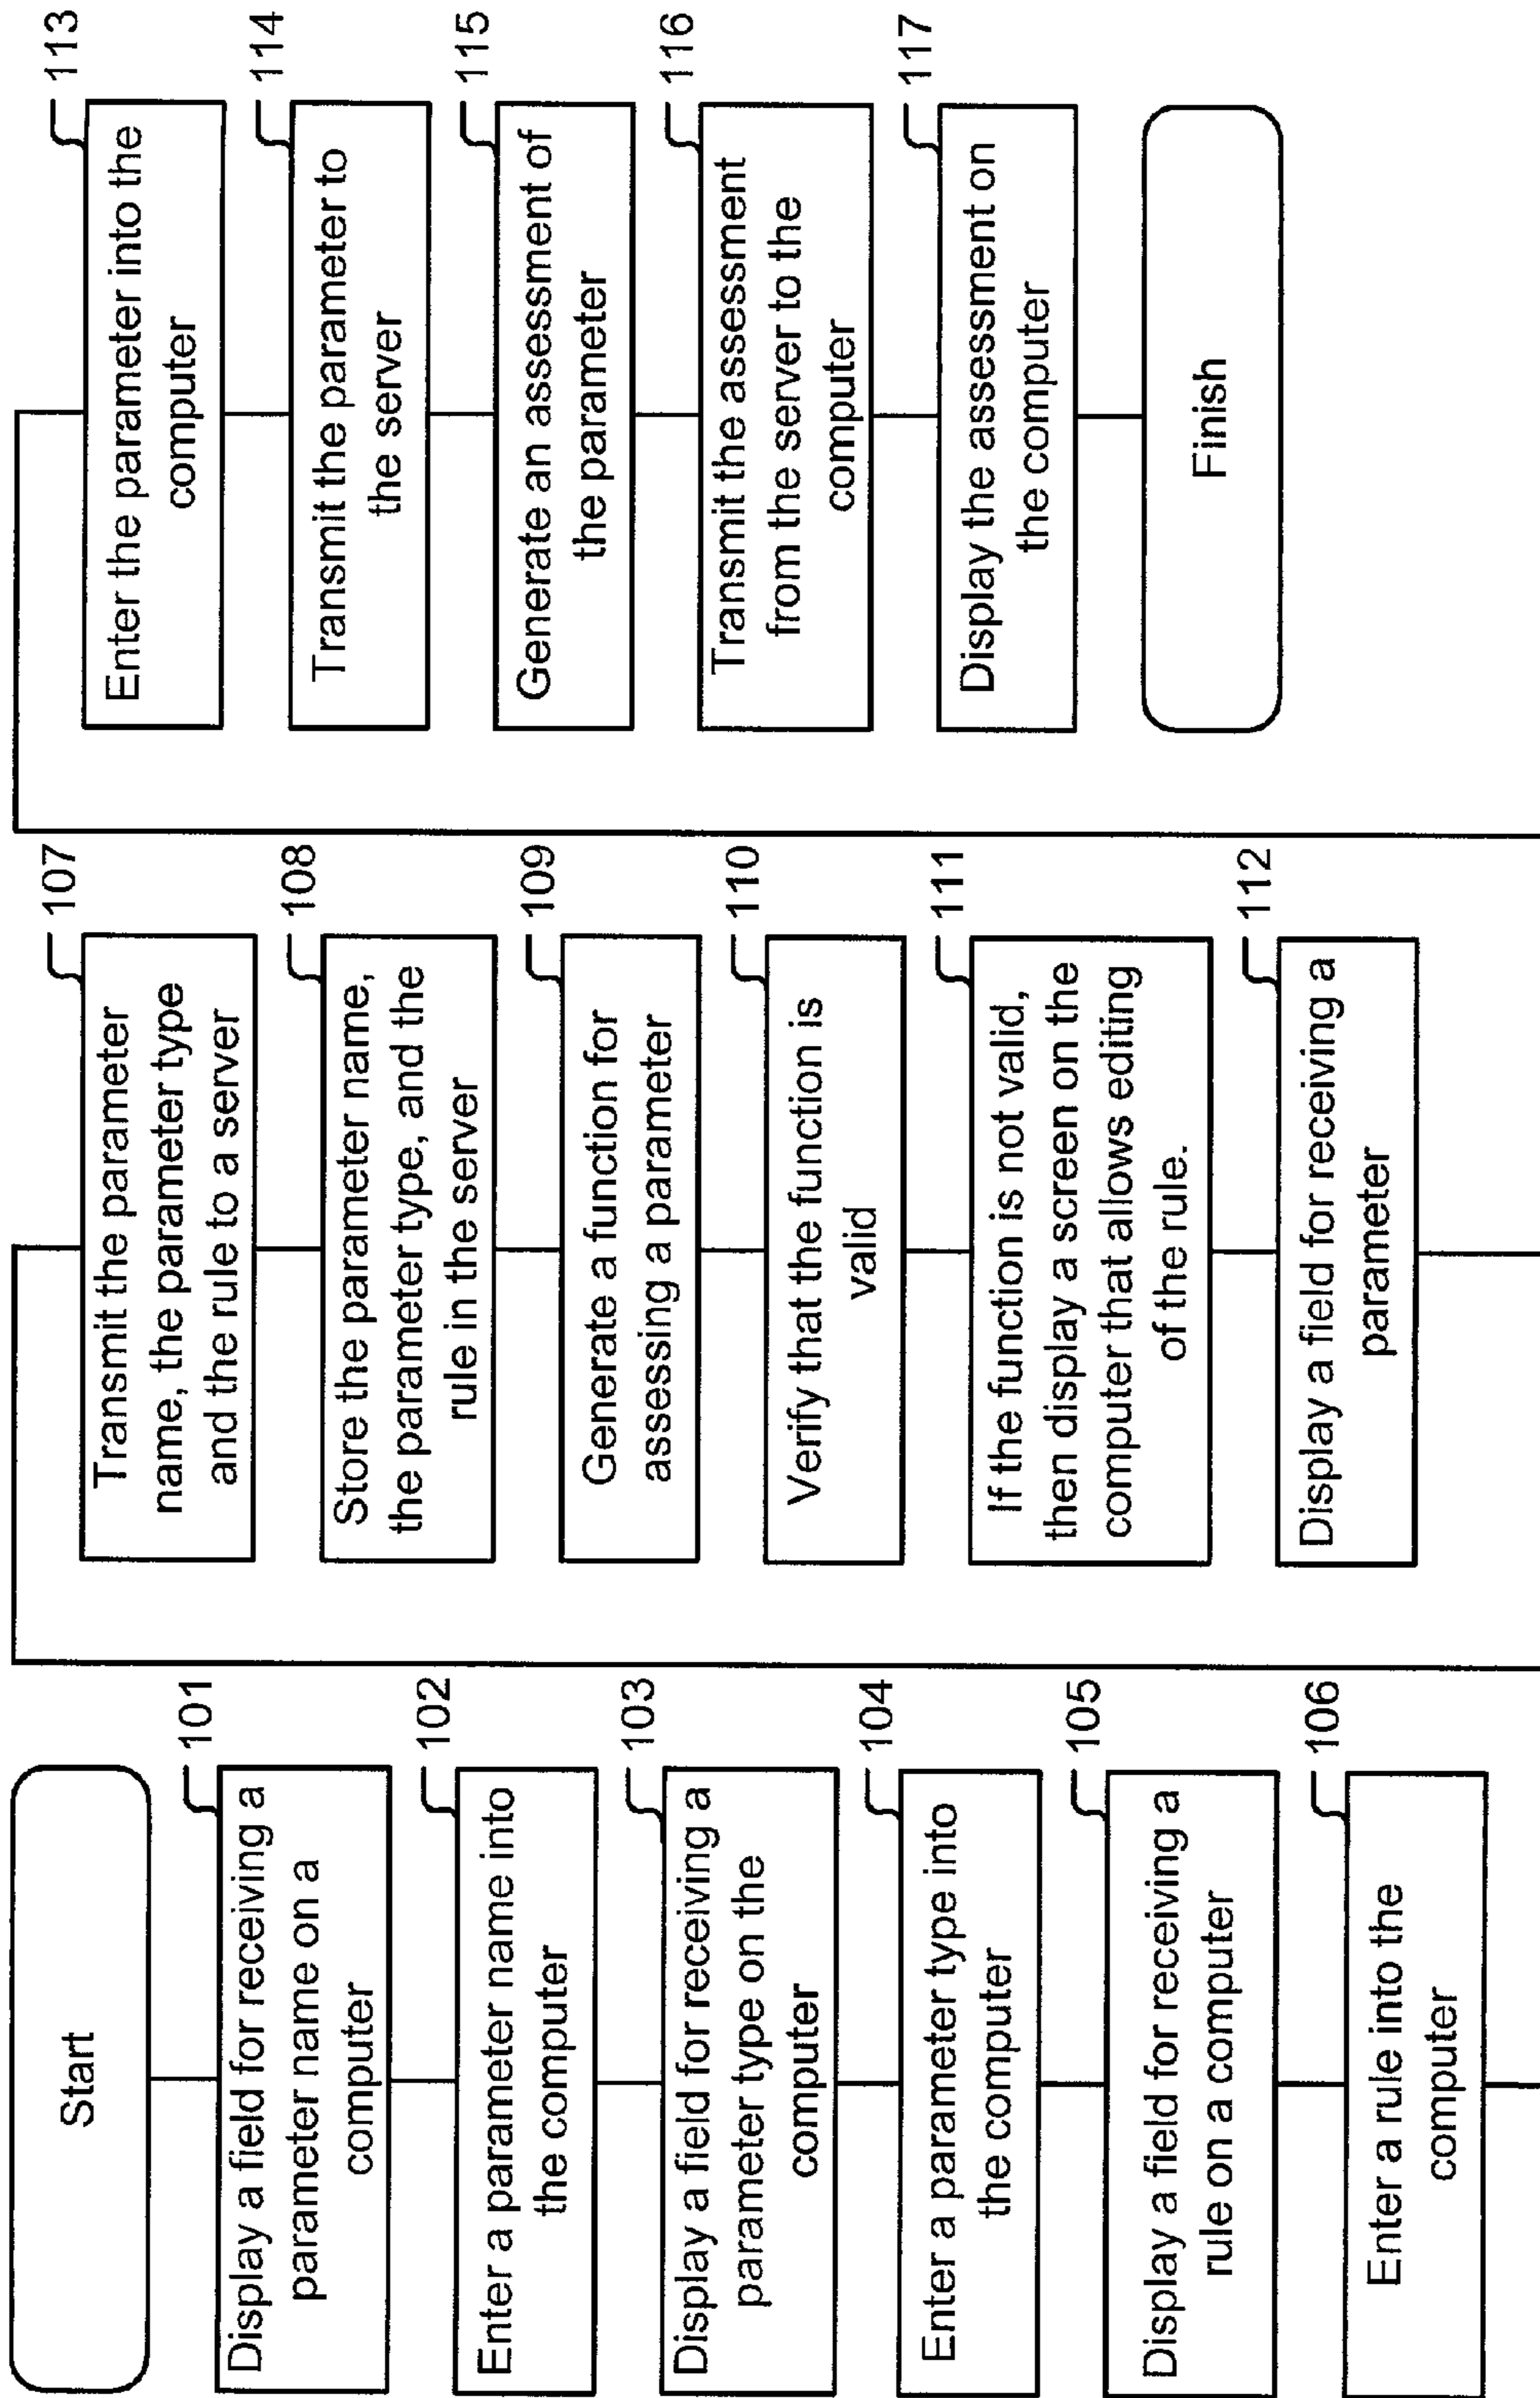 Start
101
Display a field for receiving a
parameter name on a
computer
102
Enter a parameter name into
the computer
103
Display a field for receiving a
parameter type on the
computer
104
Enter a parameter type into
the computer
105
Display a field for receiving a
rule on a computer
106
Enter a rule into the
computer
107
Transmit the parameter
name, the parameter type
and the rule to a server
108
Store the parameter name,
the parameter type, and the
rule in the server
109
Generate a function for
assessing a parameter
110
Verify that the function is
valid
111
If the function is not valid,
then display a screen on the
computer that allows editing
of the rule.
112
Display a field for receiving a
parameter
113
Enter the parameter into the
computer
114
Transmit the parameter to
the server
115
Generate an assessment of
the parameter
116
Transmit the assessment
from the server to the
computer
117
Display the assessment on
the computer
Finish